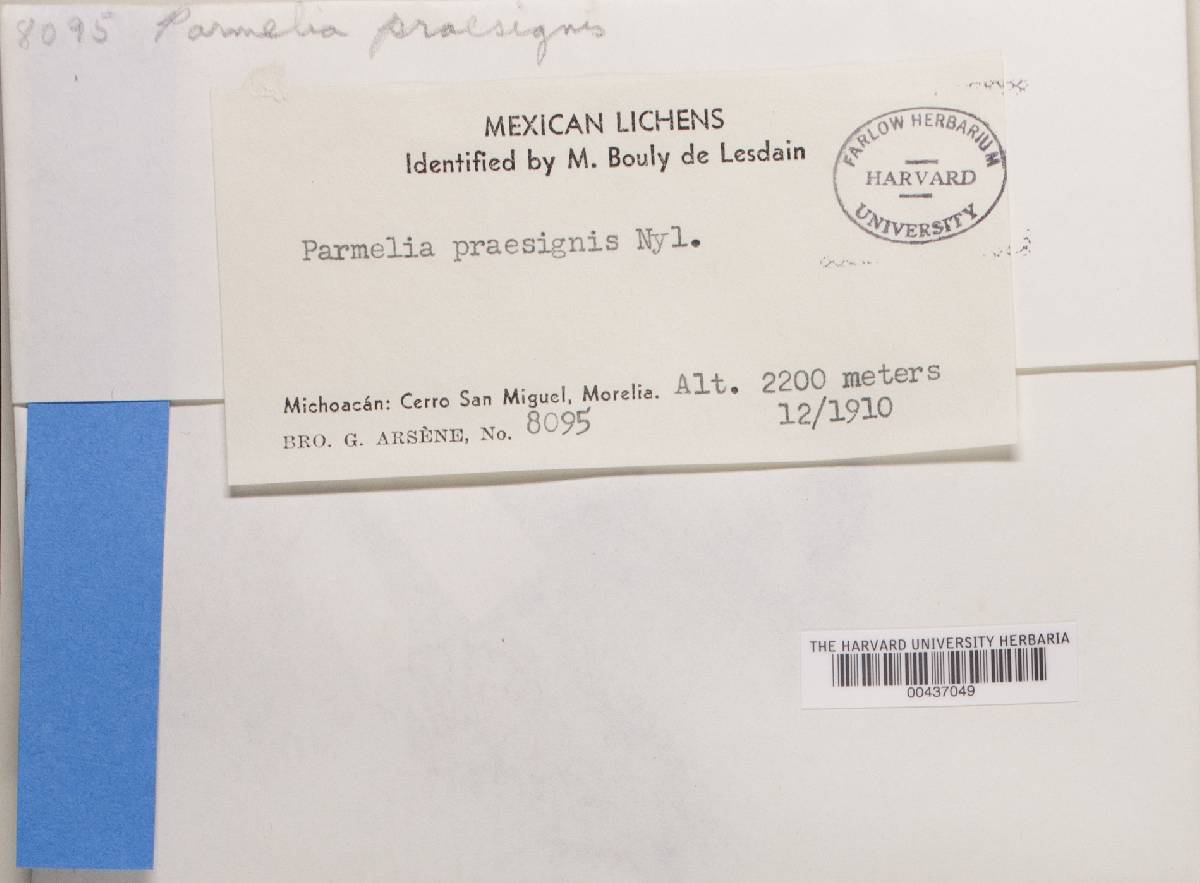 8095 Parmelia praesignis
MEXICAN LICHENS
Identified by M. Bouly de Lesdain
FARLOW HERBARIUM
HARVARD
UNIVERSITY
Parmelia praesignis Nyl.
Michoacán: Cerro San Miguel, Morelia. Alt. 2200 meters
BRO. G. ARSÈNE, No. 8095 12/1910
THE HARVARD UNIVERSITY HERBARIA
00437049